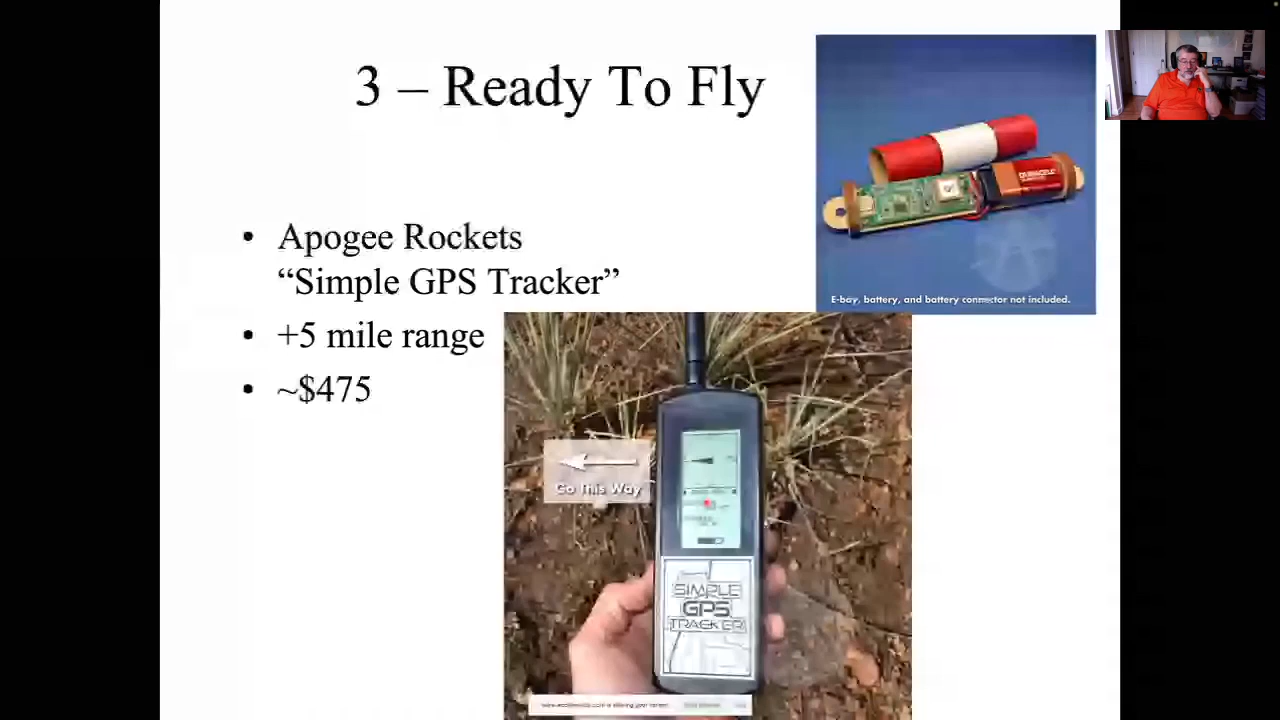 3 – Ready To Fly
• Apogee Rockets
“Simple GPS Tracker”
• +5 mile range
• ~$475
DURACELL
E-bay, battery, and battery connector not included.
Go This Way
SIMPLE
GPS
TRACKER